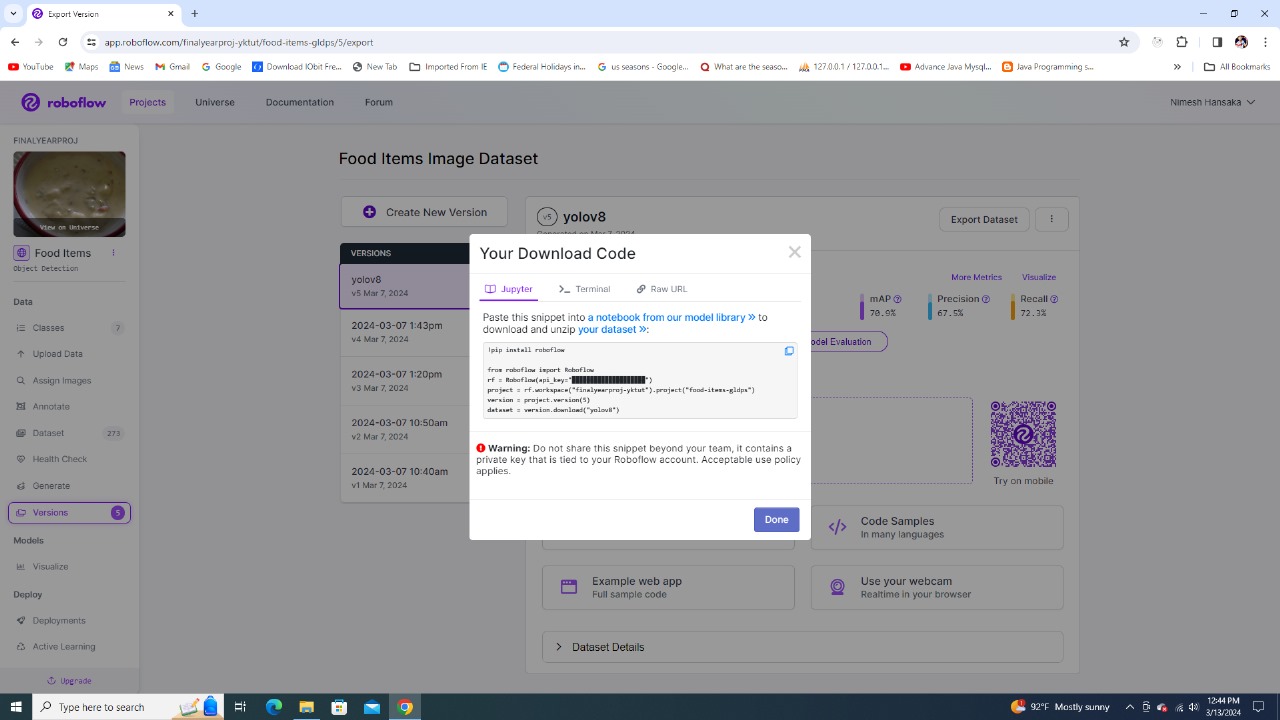 Export Version
app.roboflow.com/finalyearproj-yktut/food-items-gldps/5/export
YouTube Maps News Gmail Google Download IObit Fre... New Tab Imported From IE Federal Holidays in... us seasons - Google... What are the seaso... 127.0.0.1 / 127.0.0.1... Advance Java Mysql... Java Programming s... » All Bookmarks
roboflow Projects Universe Documentation Forum Nimesh Hansaka
FINALYEARPROJ
View on Universe
Food Items
Object Detection
Data
Classes 7
Upload Data
Assign Images
Annotate
Dataset 273
Health Check
Generate
Versions 5
Models
Visualize
Deploy
Deployments
Active Learning
Upgrade
Food Items Image Dataset
Create New Version
VERSIONS
yolov8
v5 Mar 7, 2024
2024-03-07 1:43pm
v4 Mar 7, 2024
2024-03-07 1:20pm
v3 Mar 7, 2024
2024-03-07 10:50am
v2 Mar 7, 2024
2024-03-07 10:40am
v1 Mar 7, 2024
v5 yolov8
Export Dataset
More Metrics Visualize
mAP Precision Recall
70.9% 67.5% 72.3%
Model Evaluation
Try on mobile
Your Download Code
Jupyter Terminal Raw URL
Paste this snippet into a notebook from our model library » to
download and unzip your dataset »:
!pip install roboflow
from roboflow import Roboflow
rf = Roboflow(api_key="
")
project = rf.workspace("finalyearproj-yktut").project("food-items-gldps")
version = project.version(5)
dataset = version.download("yolov8")
Warning: Do not share this snippet beyond your team, it contains a
private key that is tied to your Roboflow account. Acceptable use policy
applies.
Done
Code Samples
In many languages
Example web app
Full sample code
Use your webcam
Realtime in your browser
Dataset Details
Type here to search
92°F Mostly sunny
12:44 PM
3/13/2024